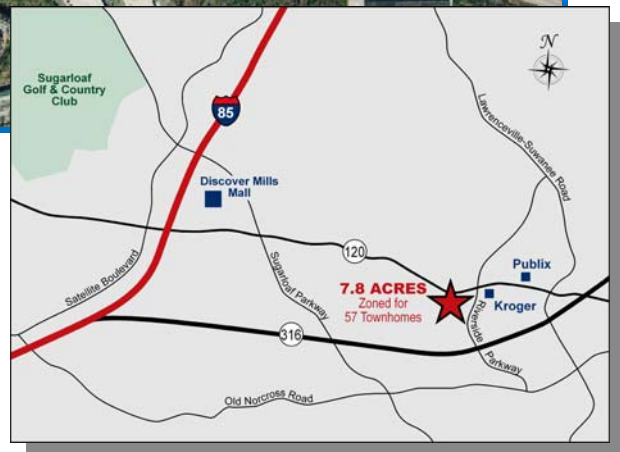 N
Sugarloaf
Golf & Country
Club
85
Lawrenceville-Suwanee Road
Discover Mills
Mall
120
Satellite Boulevard
Sugarloaf Parkway
Publix
7.8 ACRES
Zoned for
57 Townhomes
Kroger
Riverside Parkway
316
Old Norcross Road